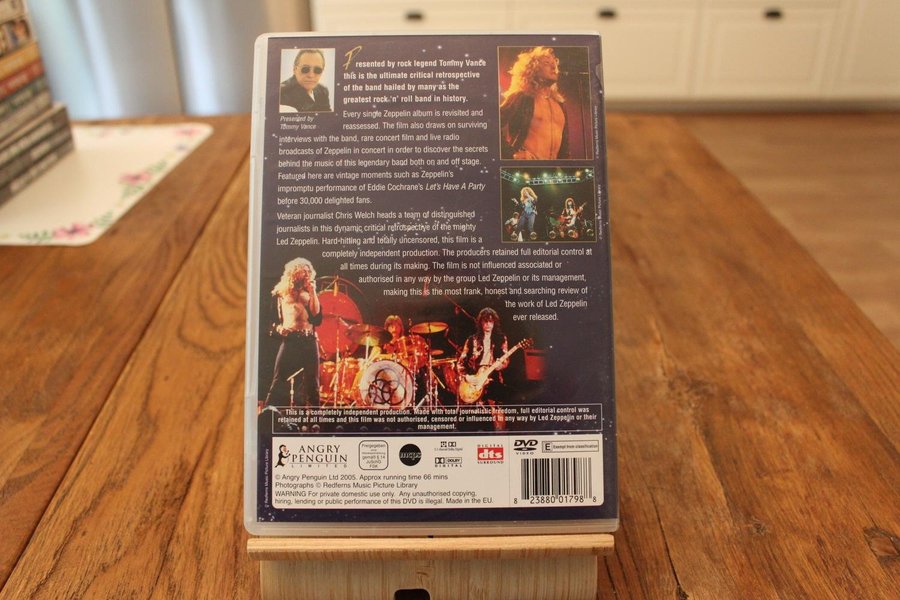 Presented by rock legend Tommy Vance
this is the ultimate critical retrospective
of the band hailed by many as the
greatest rock 'n' roll band in history.
Presented by
Tommy Vance
Every single Zeppelin album is revisited and
reassessed. The film also draws on surviving
interviews with the band, rare concert film and live radio
broadcasts of Zeppelin in concert in order to discover the secrets
behind the music of this legendary band both on and off stage.
Featured here are vintage moments such as Zeppelin's
impromptu performance of Eddie Cochrane's Let's Have A Party
before 30,000 delighted fans.
Veteran journalist Chris Welch heads a team of distinguished
journalists in this dynamic critical retrospective of the mighty
Led Zeppelin. Hard-hitting and totally uncensored, this film is a
completely independent production. The producers retained full editorial control at
all times during its making. The film is not influenced associated or
authorised in any way by the group Led Zeppelin or its management,
making this is the most frank, honest and searching review of
the work of Led Zeppelin
ever released.
This is a completely independent production. Made with total journalistic freedom, full editorial control was
retained at all times and this film was not authorised, censored or influenced in any way by Led Zeppelin or their
management.
ANGRY
PENGUIN
LIMITED
Freigegeben
gemäß § 14
JUSCHG
FSK
mcps
DOLBY
DIGITAL
DIGITAL
dts
SURROUND
DVD
VIDEO
E Exempt from classification
© Angry Penguin Ltd 2005. Approx running time 66 mins
Photographs © Redferns Music Picture Library
WARNING For private domestic use only. Any unauthorised copying,
hiring, lending or public performance of this DVD is illegal. Made in the EU.
8 23880 01798 8